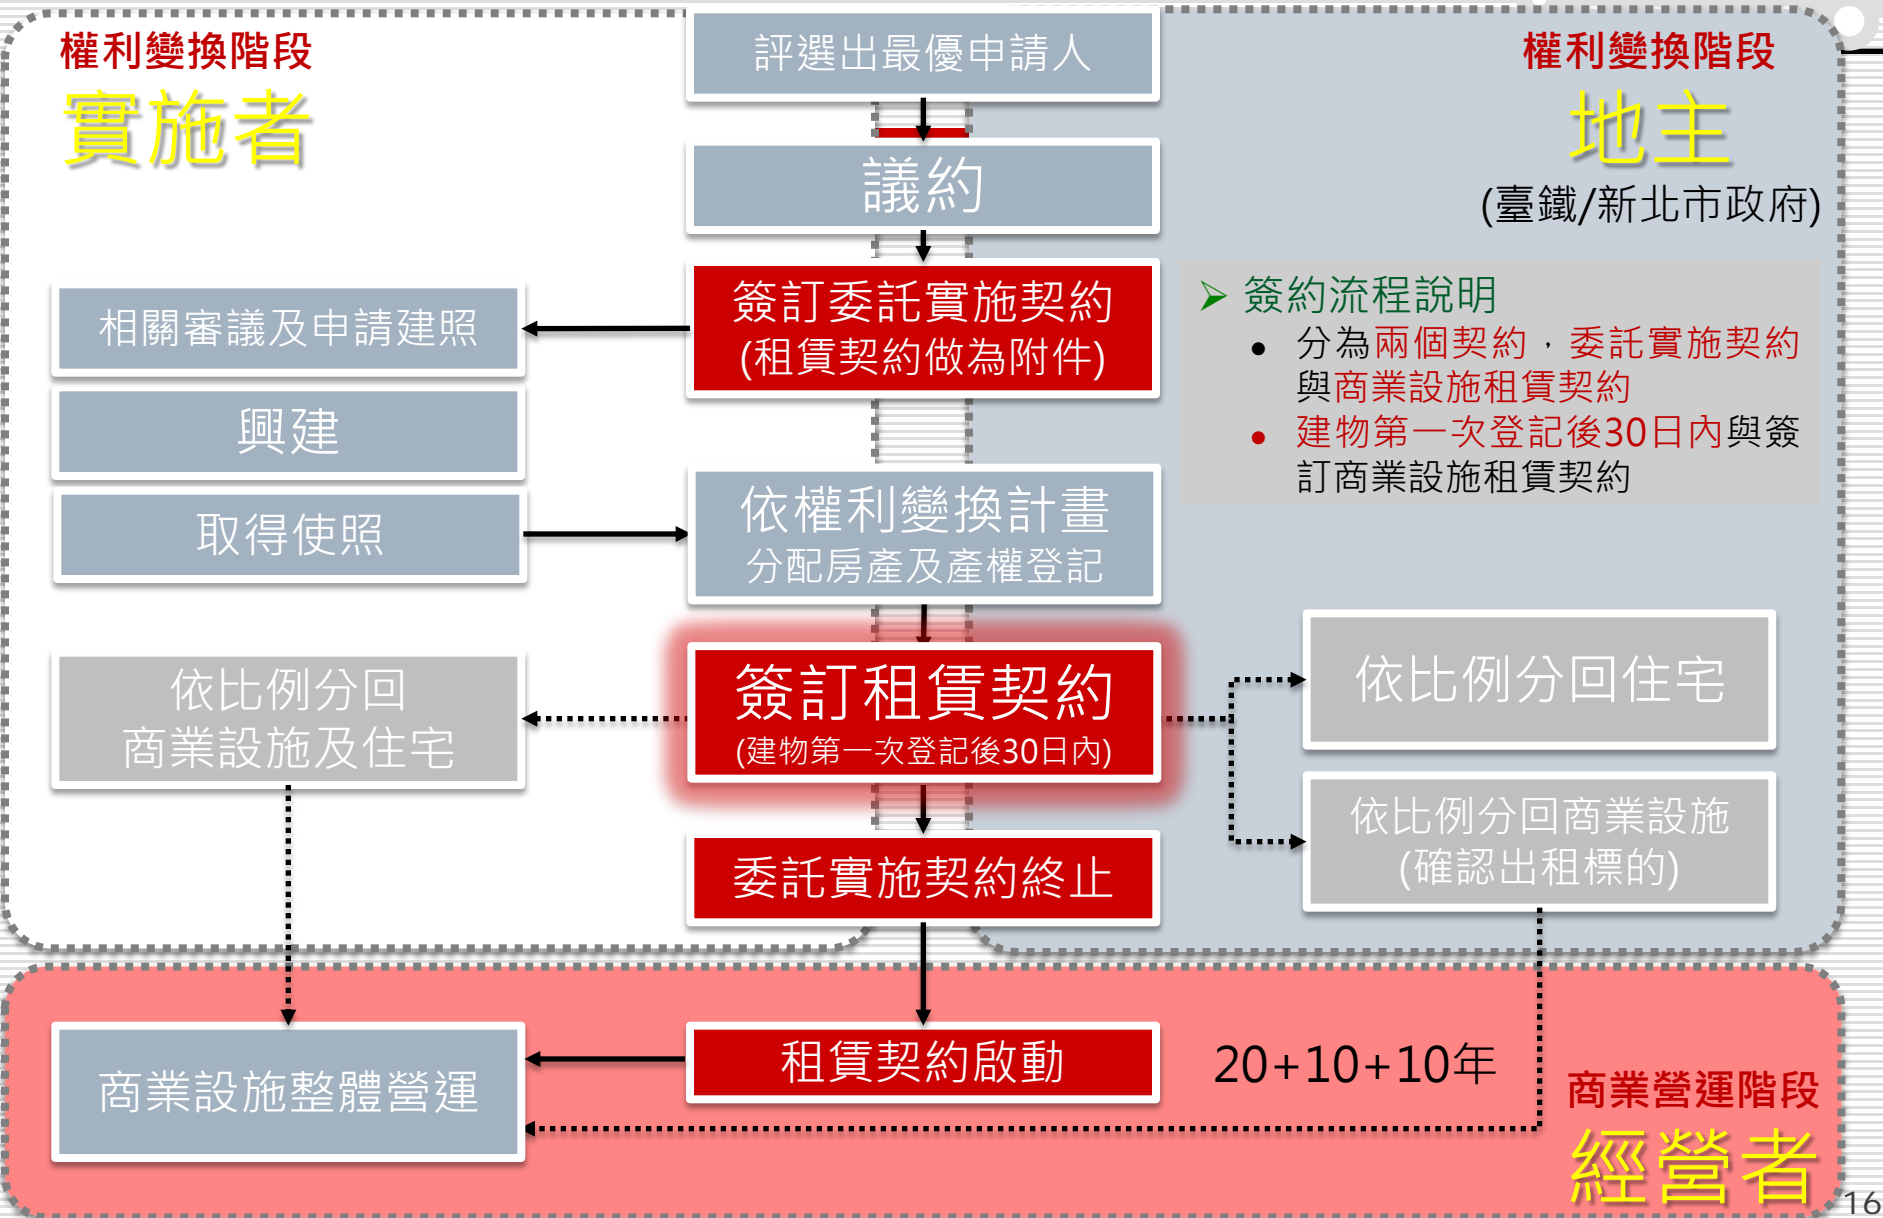 權利變換階段
實施者
評選出最優申請人
權利變換階段
地主
(臺鐵/新北市政府)
議約
簽訂委託實施契約
(租賃契約做為附件)
➢ 簽約流程說明
● 分為兩個契約，委託實施契約
與商業設施租賃契約
● 建物第一次登記後30日內與簽
訂商業設施租賃契約
相關審議及申請建照
興建
取得使照
依權利變換計畫
分配房產及產權登記
依比例分回
商業設施及住宅
簽訂租賃契約
(建物第一次登記後30日內)
依比例分回住宅
依比例分回商業設施
(確認出租標的)
委託實施契約終止
租賃契約啟動
20+10+10年
商業設施整體營運
商業營運階段
經營者
16